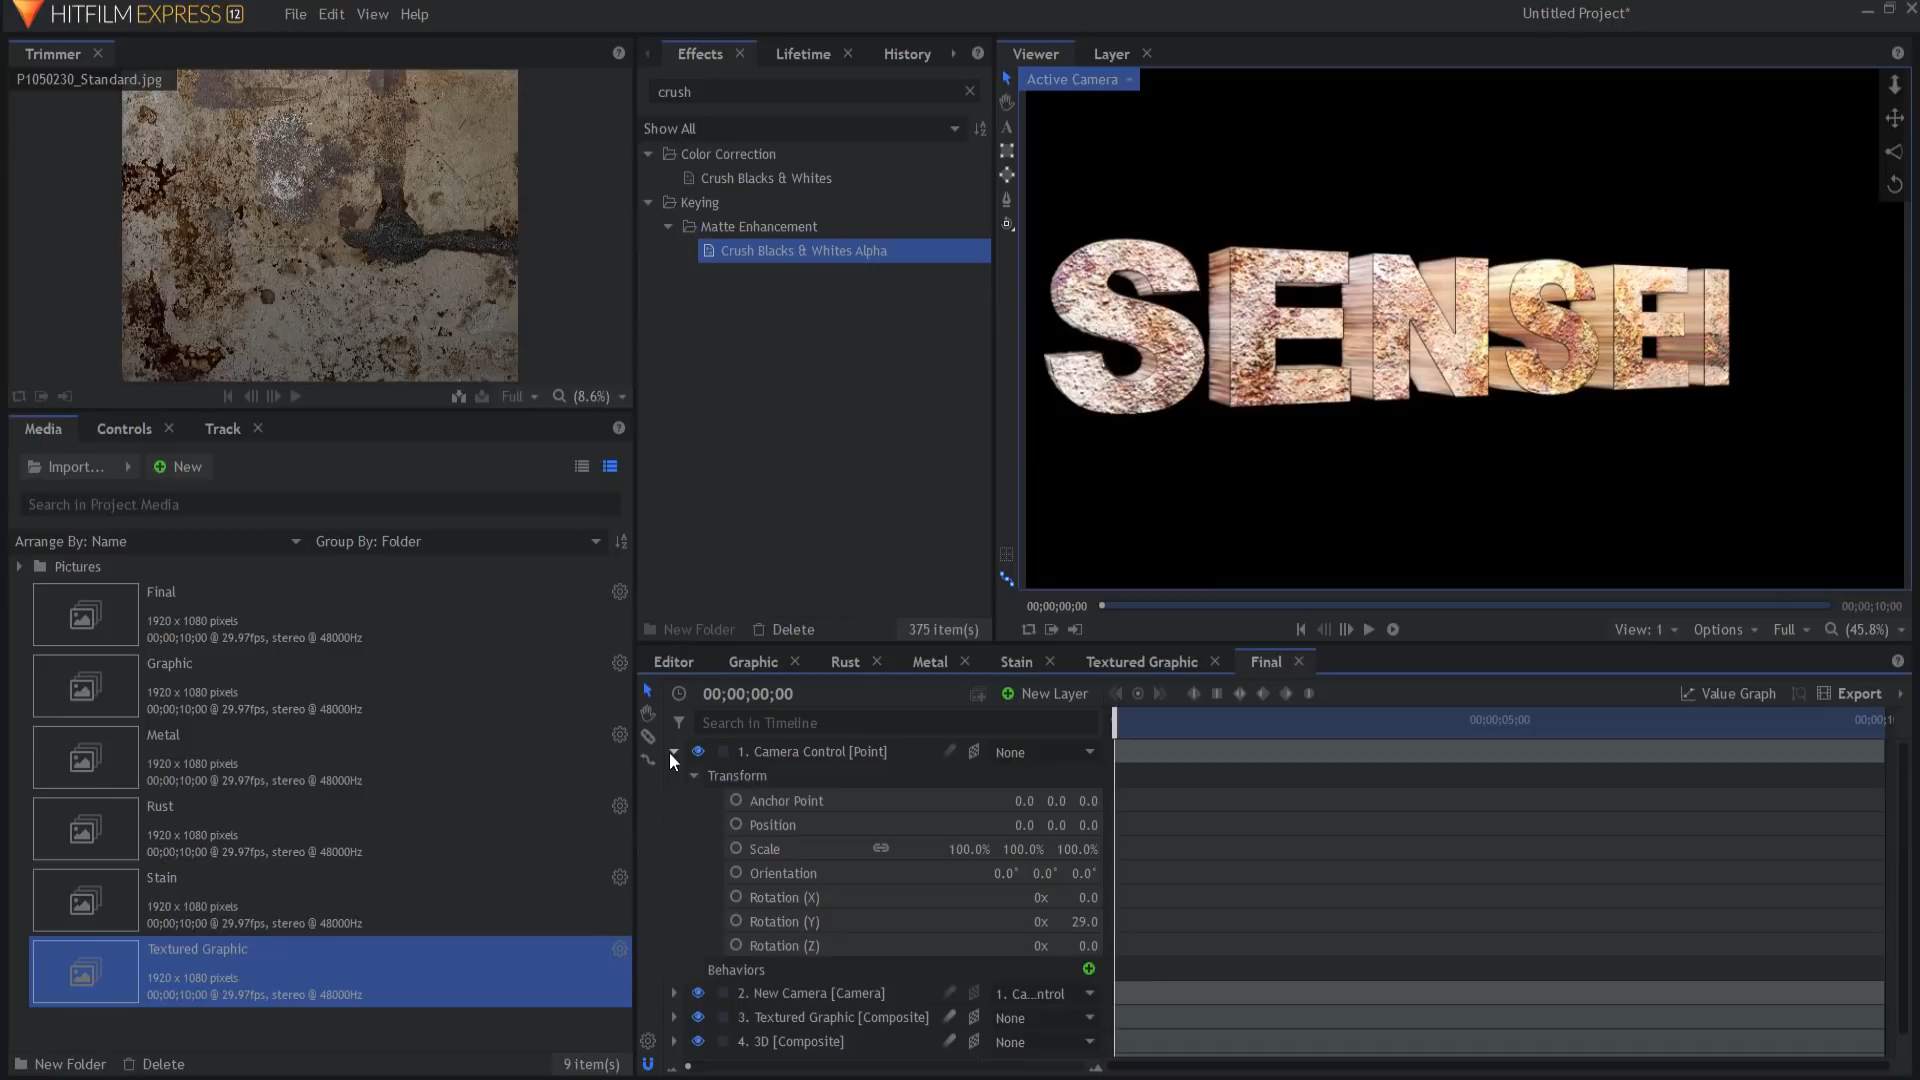 HITFILM EXPRESS 12
File Edit View Help
Untitled Project*
Trimmer
P1050230_Standard.jpg
Full
(8.6%)
Media Controls Track
Import...
New
Search in Project Media
Arrange By: Name
Group By: Folder
Pictures
Final
1920 x 1080 pixels
00;00;10;00 @ 29.97fps, stereo @ 48000Hz
Graphic
1920 x 1080 pixels
00;00;10;00 @ 29.97fps, stereo @ 48000Hz
Metal
1920 x 1080 pixels
00;00;10;00 @ 29.97fps, stereo @ 48000Hz
Rust
1920 x 1080 pixels
00;00;10;00 @ 29.97fps, stereo @ 48000Hz
Stain
1920 x 1080 pixels
00;00;10;00 @ 29.97fps, stereo @ 48000Hz
Textured Graphic
1920 x 1080 pixels
00;00;10;00 @ 29.97fps, stereo @ 48000Hz
New Folder
Delete
9 item(s)
Effects Lifetime History
crush
Show All
Color Correction
Crush Blacks & Whites
Keying
Matte Enhancement
Crush Blacks & Whites Alpha
New Folder
Delete
375 item(s)
Viewer Layer
Active Camera
SENSEI
00;00;00;00
00;00;10;00
View: 1
Options
Full
(45.8%)
Editor Graphic Rust Metal Stain Textured Graphic Final
00;00;00;00
New Layer
Value Graph
Export
Search in Timeline
00;00;05;00
00;00;1
1. Camera Control [Point]
None
Transform
Anchor Point 0.0 0.0 0.0
Position 0.0 0.0 0.0
Scale 100.0% 100.0% 100.0%
Orientation 0.0° 0.0° 0.0°
Rotation (X) 0x 0.0
Rotation (Y) 0x 29.0
Rotation (Z) 0x 0.0
Behaviors
2. New Camera [Camera] 1. Ca...ntrol
3. Textured Graphic [Composite] None
4. 3D [Composite] None